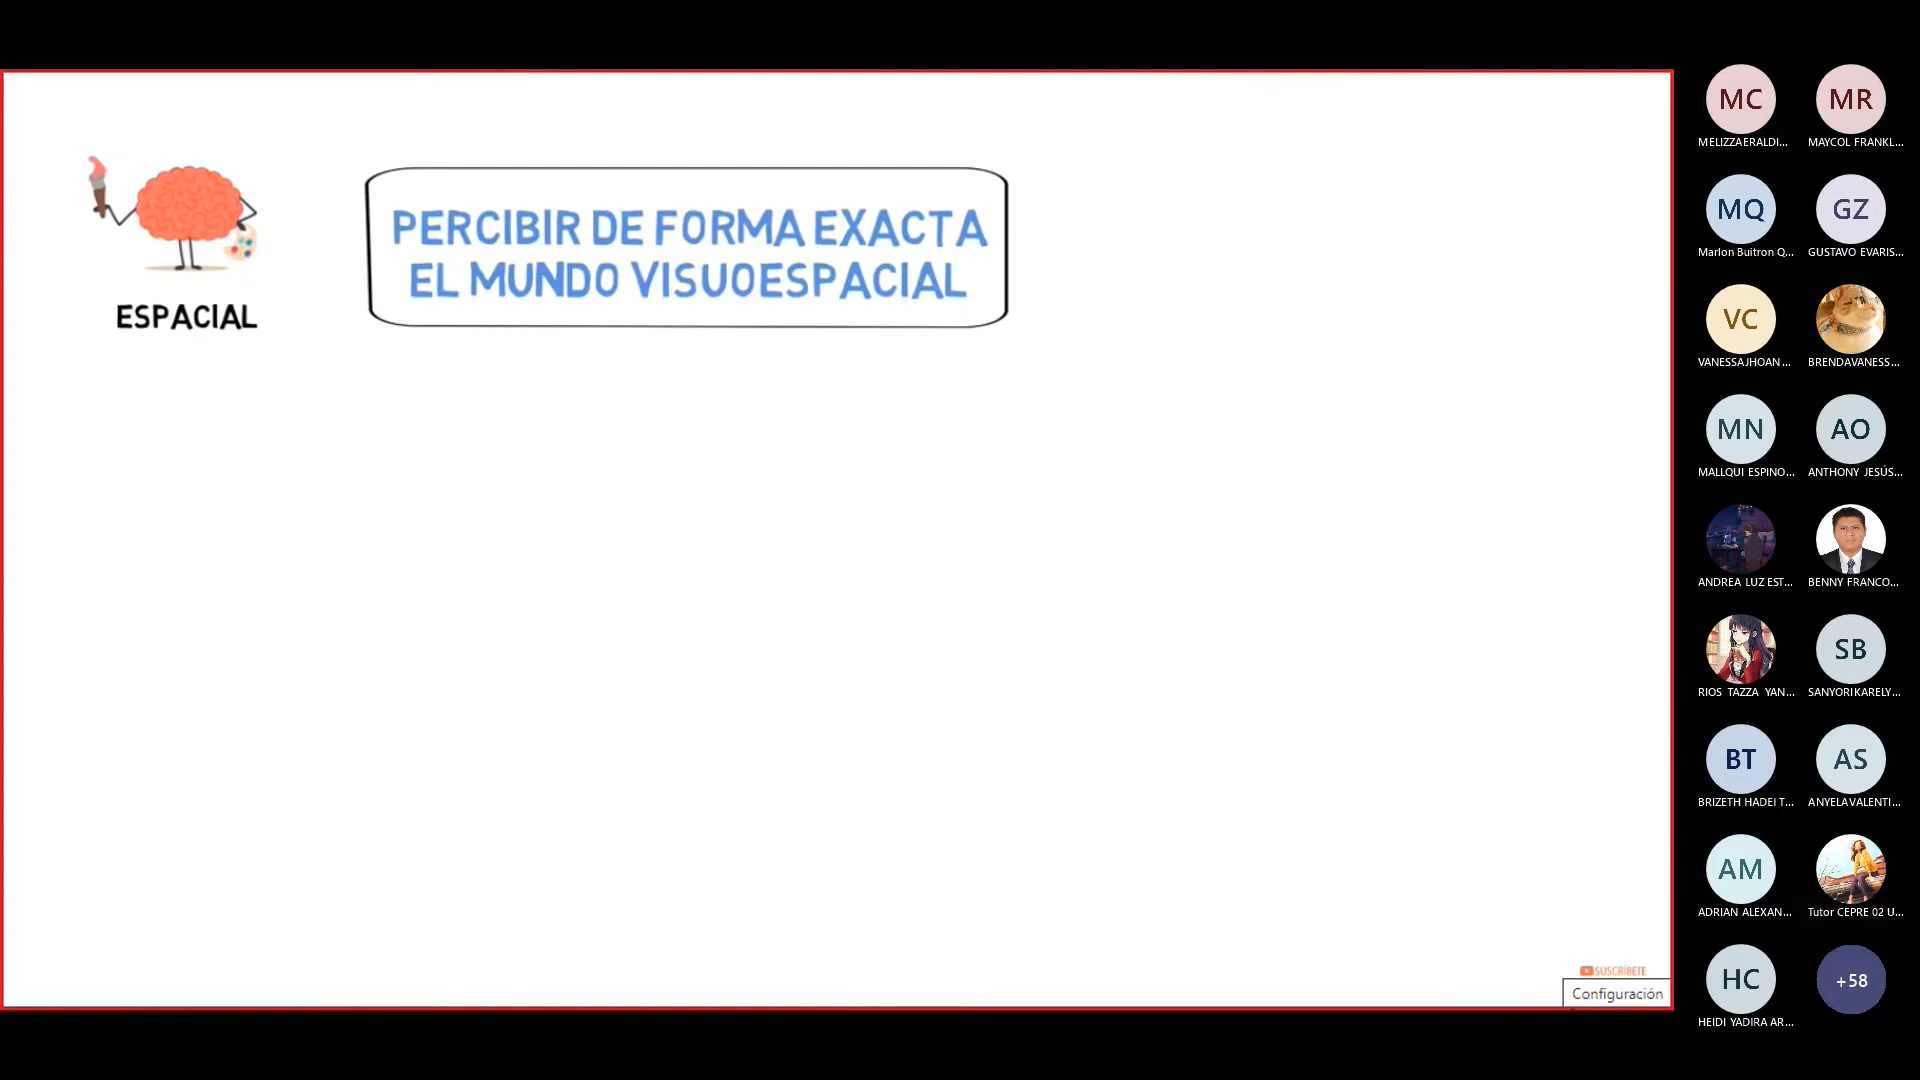 PERCIBIR DE FORMA EXACTA
EL MUNDO VISUOESPACIAL
ESPACIAL
SUSCRÍBETE
Configuración
MC
MELIZZAERALDI...
MR
MAYCOL FRANKL...
MQ
Marlon Buitron Q...
GZ
GUSTAVO EVARIS...
VC
VANESSAJHOAN...
BRENDAVANESS...
MN
MALLQUI ESPINO...
AO
ANTHONY JESÚS...
ANDREA LUZ EST...
BENNY FRANCO...
RIOS TAZZA YAN...
SB
SANYORIKARELY...
BT
BRIZETH HADEI T...
AS
ANYELAVALENTI...
AM
ADRIAN ALEXAN...
Tutor CEPRE 02 U...
HC
HEIDI YADIRA AR...
+58